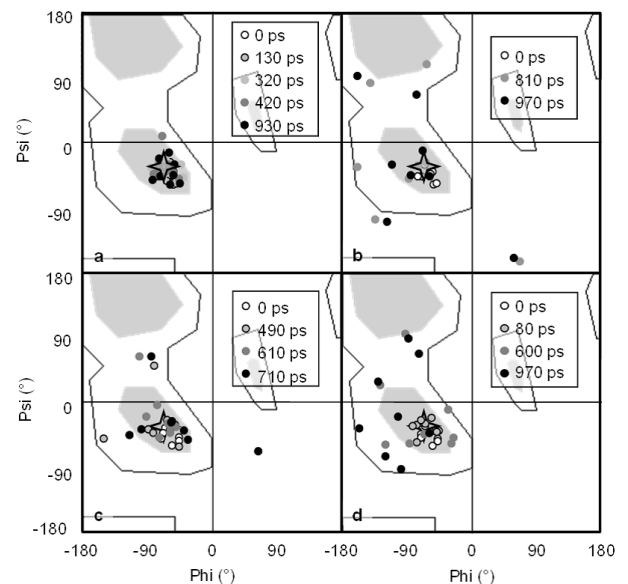 180
90
0
-90
Psi (°)
0 ps
130 ps
320 ps
420 ps
930 ps
a
0 ps
810 ps
970 ps
b
180
90
0
-90
-180
Psi (°)
0 ps
490 ps
610 ps
710 ps
c
0 ps
80 ps
600 ps
970 ps
d
-180 -90 0 90 -180 -90 0 90 180
Phi (°) Phi (°)